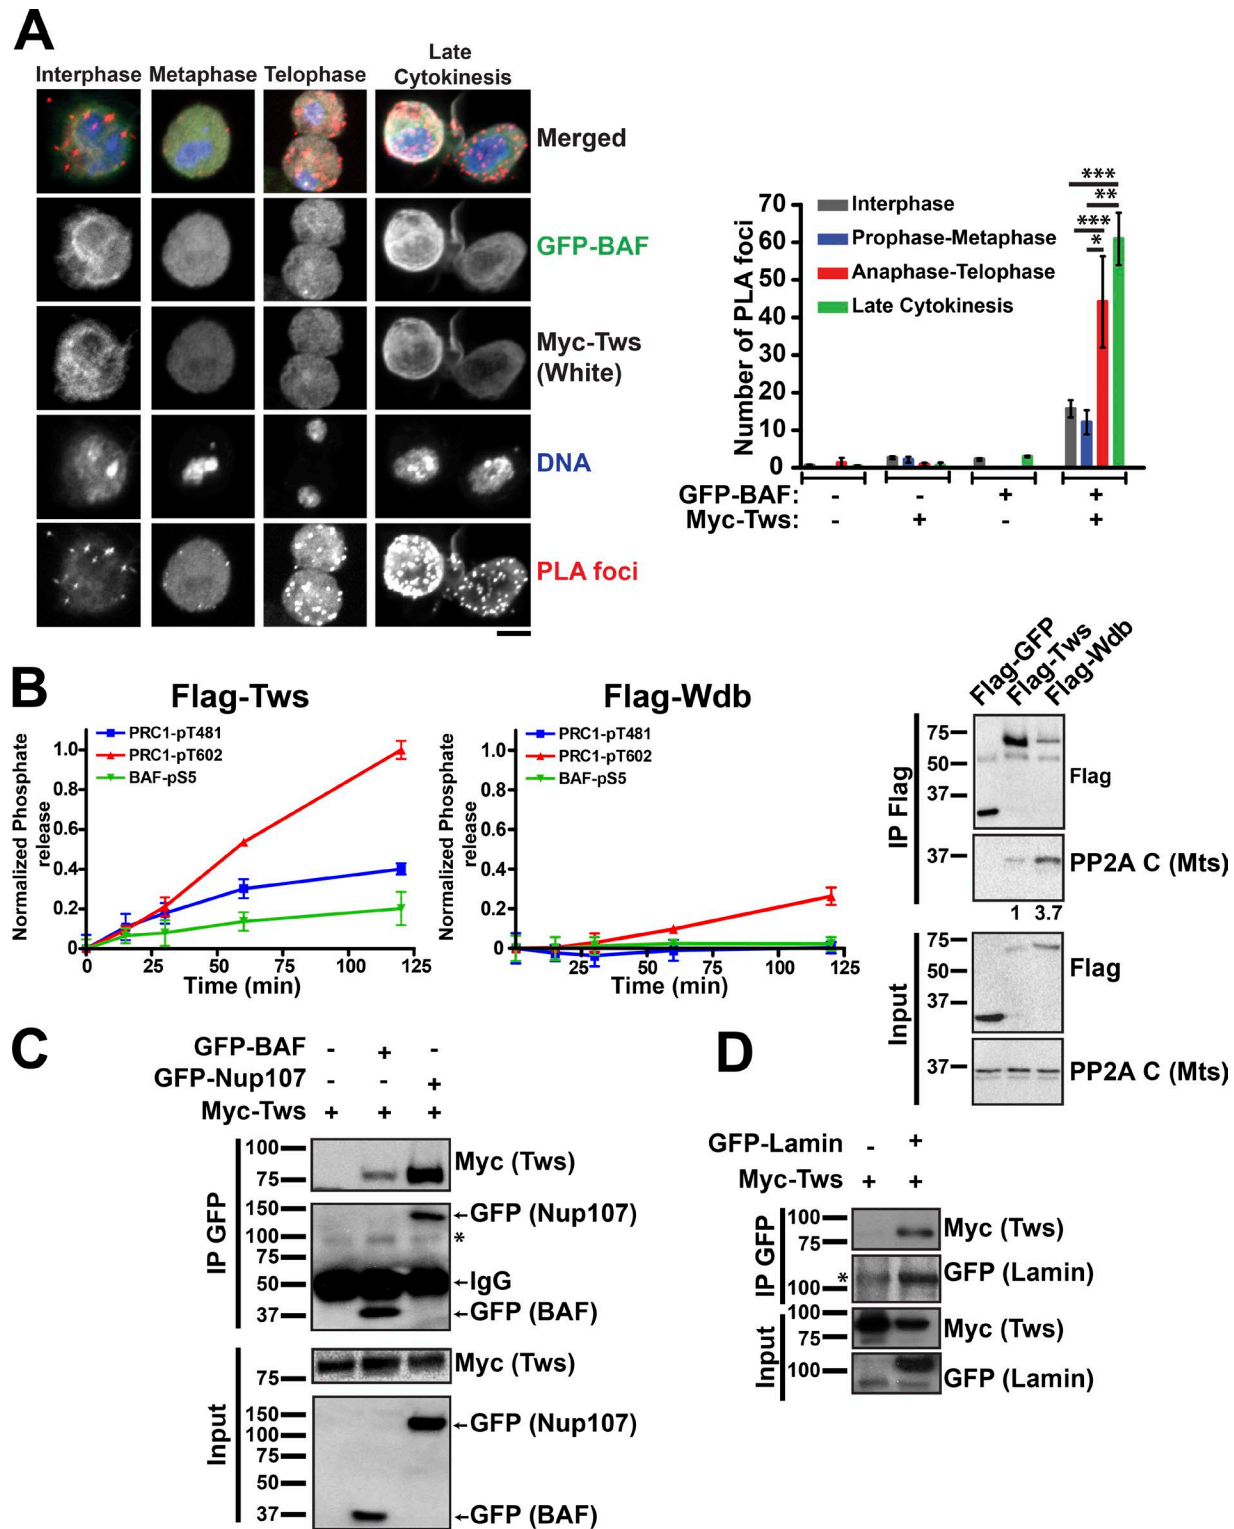 A
Interphase Metaphase Telophase Late Cytokinesis
Merged
GFP-BAF
Myc-Tws
(White)
DNA
PLA foci
Number of PLA foci
70
60
50
40
30
20
10
0
Interphase
Prophase-Metaphase
Anaphase-Telophase
Late Cytokinesis
***
**
***
*
GFP-BAF: - - + +
Myc-Tws: - + - +
B
Flag-Tws
Normalized Phosphate
release
PRC1-pT481
PRC1-pT602
BAF-pS5
1.0
0.8
0.6
0.4
0.2
0
0 25 50 75 100 125
Time (min)
Flag-Wdb
Normalized Phosphate
release
PRC1-pT481
PRC1-pT602
BAF-pS5
1.0
0.8
0.6
0.4
0.2
0
25 50 75 100 125
Time (min)
Flag-GFP
Flag-Tws
Flag-Wdb
IP Flag
75
50
37
Flag
37
PP2A C (Mts)
1 3.7
Input
75
50
37
Flag
37
PP2A C (Mts)
C
GFP-BAF - + -
GFP-Nup107 - - +
Myc-Tws + + +
IP GFP
100
75
Myc (Tws)
150
100
75
50
37
←GFP (Nup107)
*
←IgG
←GFP (BAF)
Input
75
Myc (Tws)
150
100
75
50
37
←GFP (Nup107)
←GFP (BAF)
D
GFP-Lamin - +
Myc-Tws + +
IP GFP
100
75
Myc (Tws)
*
100
GFP (Lamin)
Input
100
75
Myc (Tws)
100
GFP (Lamin)